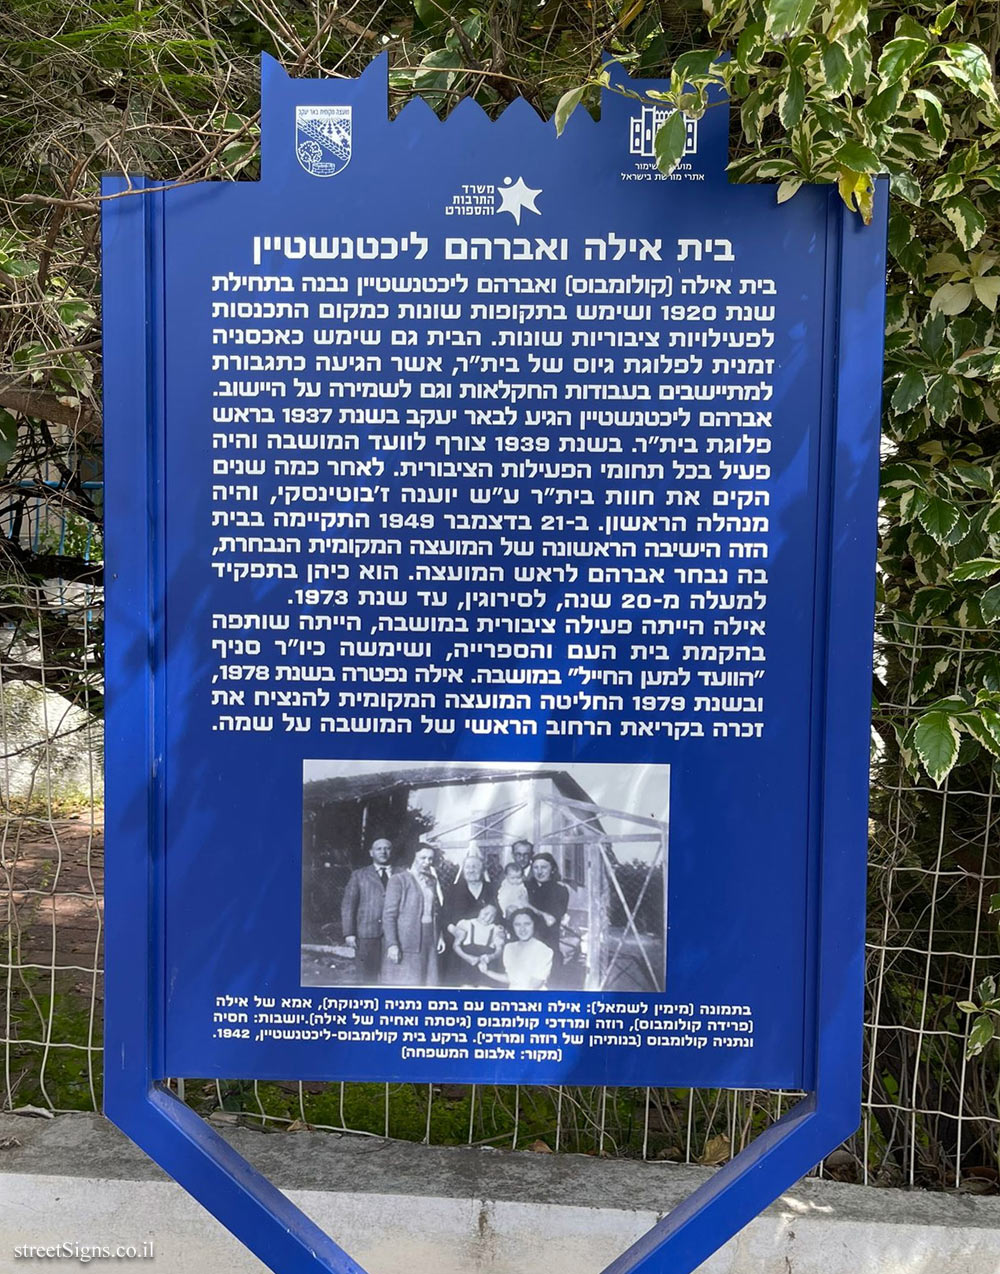 מועצה מקומית באר יעקב
מועצה לשימור
אתרי מורשת בישראל
משרד
התרבות
והספורט
בית אילה ואברהם ליכטנשטיין
בית אילה (קולומבוס) ואברהם ליכטנשטיין נבנה בתחילת
שנת 1920 ושימש בתקופות שונות כמקום התכנסות
לפעילויות ציבוריות שונות. הבית גם שימש כאכסניה
זמנית לפלוגת גיוס של בית"ר, אשר הגיעה כתגבורת
למתיישבים בעבודות החקלאות וגם לשמירה על היישוב.
אברהם ליכטנשטיין הגיע לבאר יעקב בשנת 1937 בראש
פלוגת בית"ר. בשנת 1939 צורף לוועד המושבה והיה
פעיל בכל תחומי הפעילות הציבורית. לאחר כמה שנים
הקים את חוות בית"ר ע"ש יוענה ז'בוטינסקי, והיה
מנהלה הראשון. ב-21 בדצמבר 1949 התקיימה בבית
הזה הישיבה הראשונה של המועצה המקומית הנבחרת,
בה נבחר אברהם לראש המועצה. הוא כיהן בתפקיד
למעלה מ-20 שנה, לסירוגין, עד שנת 1973.
אילה הייתה פעילה ציבורית במושבה, הייתה שותפה
בהקמת בית העם והספרייה, ושימשה כיו"ר סניף
"הוועד למען החייל" במושבה. אילה נפטרה בשנת 1978,
ובשנת 1979 החליטה המועצה המקומית להנציח את
זכרה בקריאת הרחוב הראשי של המושבה על שמה.
בתמונה (מימין לשמאל): אילה ואברהם עם בתם נתניה (תינוקת), אמא של אילה
(פרידה קולומבוס), רוזה ומרדכי קולומבוס (גיסתה ואחיה של אילה).יושבות: חסיה
ונתניה קולומבוס (בנותיהן של רוזה ומרדכי). ברקע בית קולומבוס-ליכטנשטיין, 1942.
(מקור: אלבום המשפחה)
streetSigns.co.il